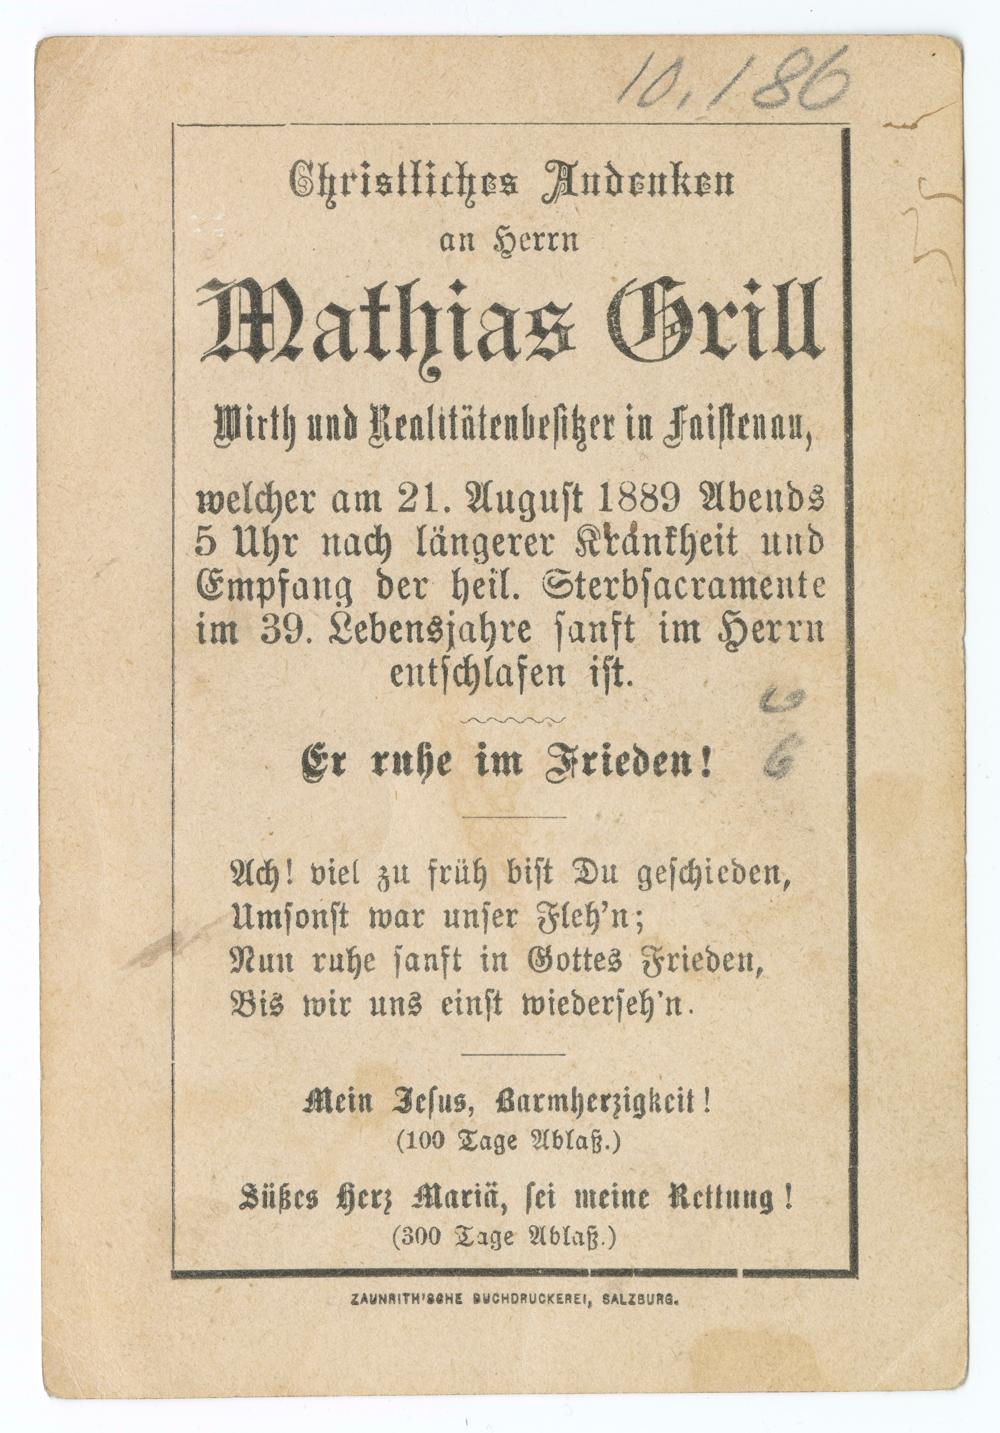 10,186
Christliches Andenken
an Herrn
Mathias Grill
Wirth und Realitätenbesitzer in Faistenau,
welcher am 21. August 1889 Abends
5 Uhr nach längerer Krankheit und
Empfang der heil. Sterbsacramente
im 39. Lebensjahre sanft im Herrn
entschlafen ist.
Er ruhe im Frieden!
6
Ach! viel zu früh bist Du geschieden,
Umsonst war unser Fleh'n;
Nun ruhe sanft in Gottes Frieden,
Bis wir uns einst wiederseh'n.
Mein Jesus, Barmherzigkeit!
(100 Tage Ablaß.)
Süßes Herz Mariä, sei meine Rettung!
(300 Tage Ablaß.)
ZAUNRITH'SCHE BUCHDRUCKEREI, SALZBURG.